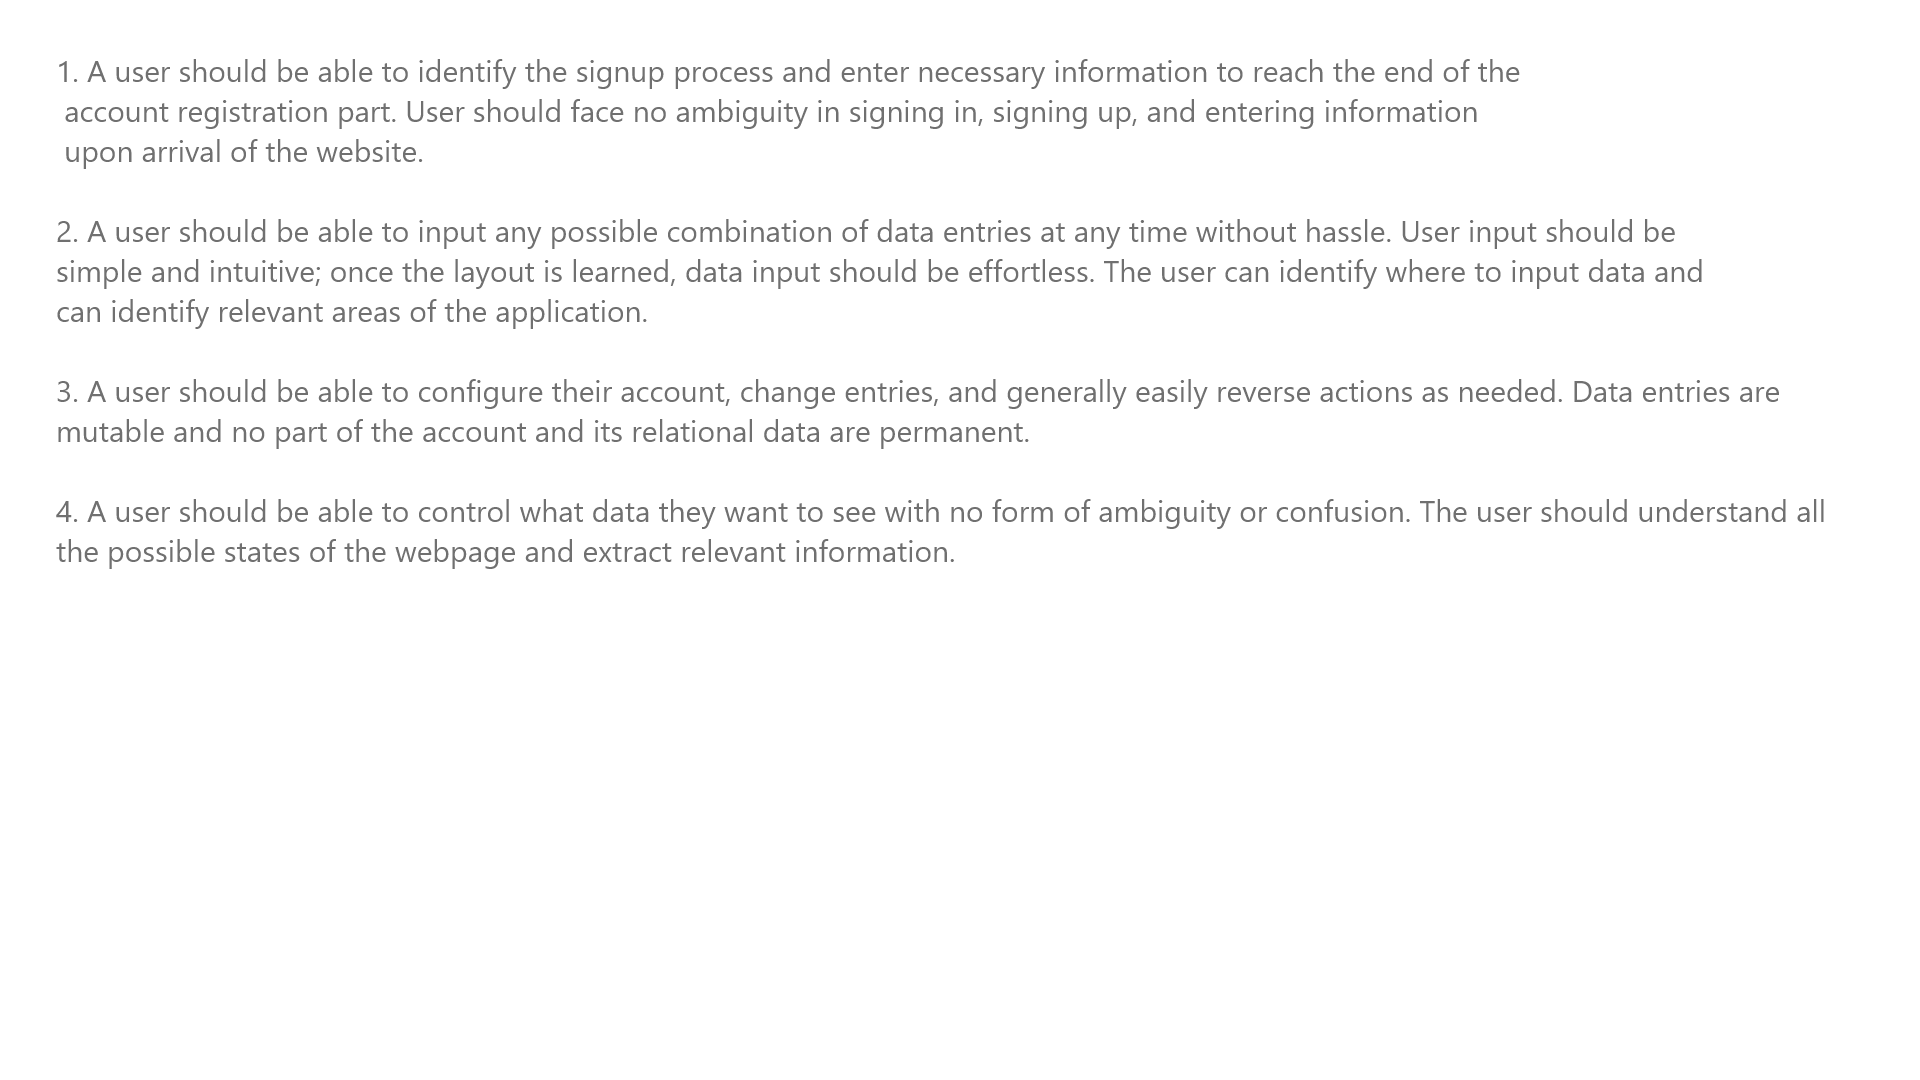 1. A user should be able to identify the signup process and enter necessary information to reach the end of the
account registration part. User should face no ambiguity in signing in, signing up, and entering information
upon arrival of the website.
2. A user should be able to input any possible combination of data entries at any time without hassle. User input should be
simple and intuitive; once the layout is learned, data input should be effortless. The user can identify where to input data and
can identify relevant areas of the application.
3. A user should be able to configure their account, change entries, and generally easily reverse actions as needed. Data entries are
mutable and no part of the account and its relational data are permanent.
4. A user should be able to control what data they want to see with no form of ambiguity or confusion. The user should understand all
the possible states of the webpage and extract relevant information.